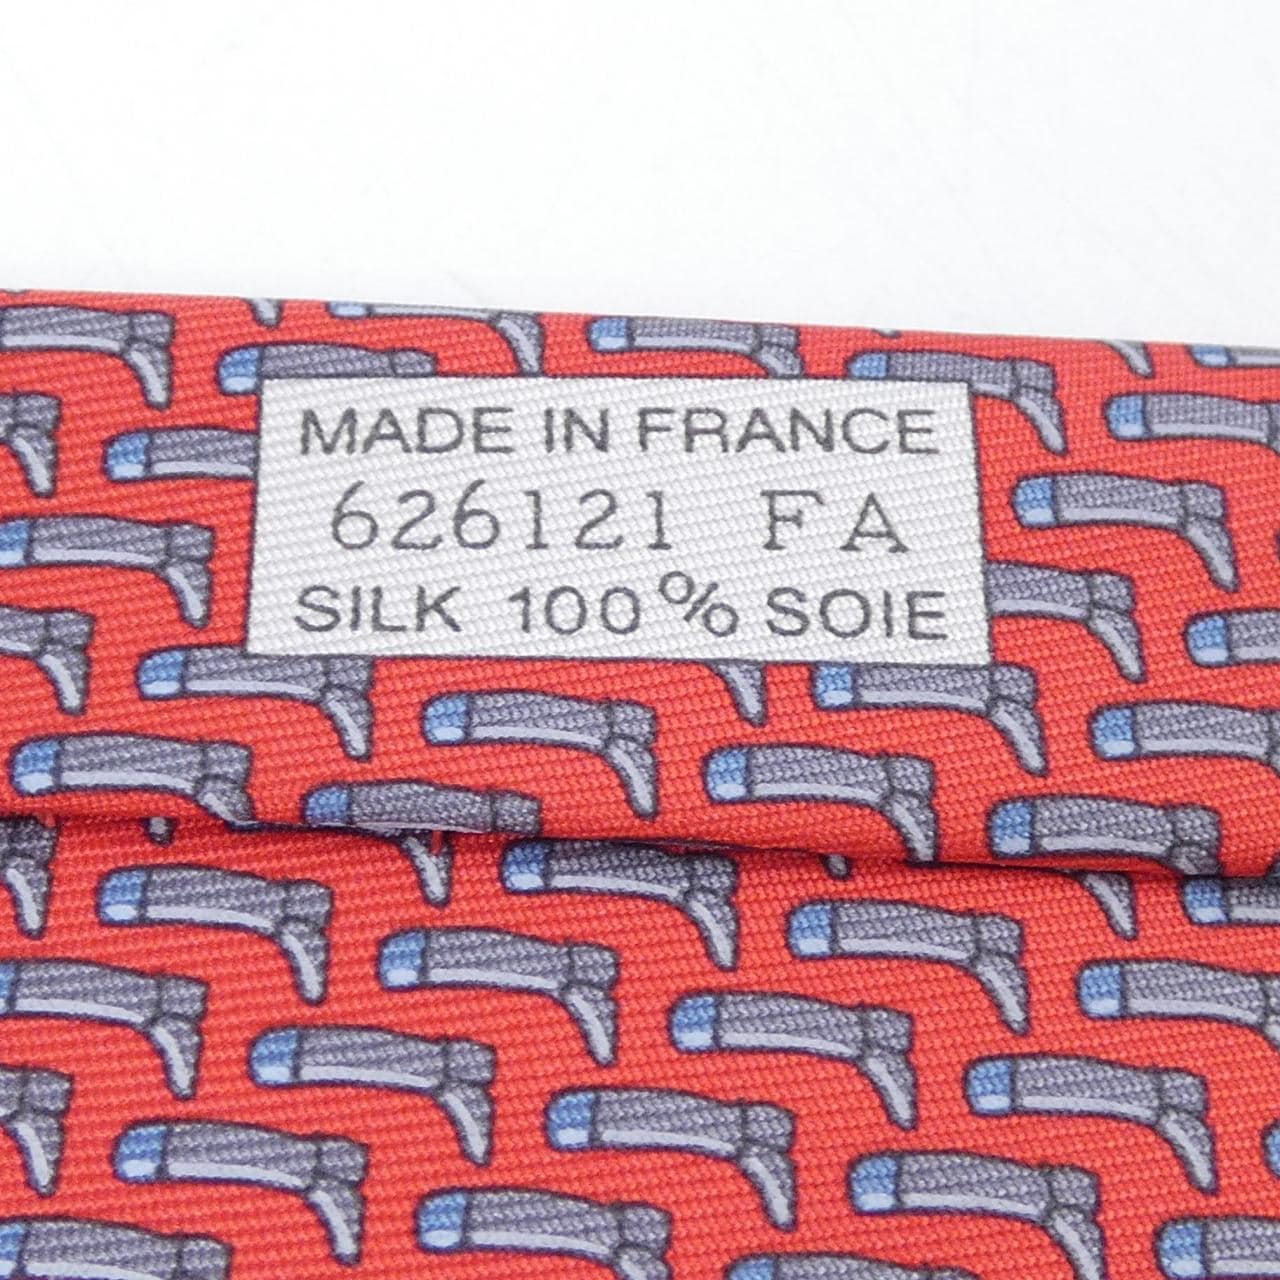 MADE IN FRANCE
626121 FA
SILK 100% SOIE